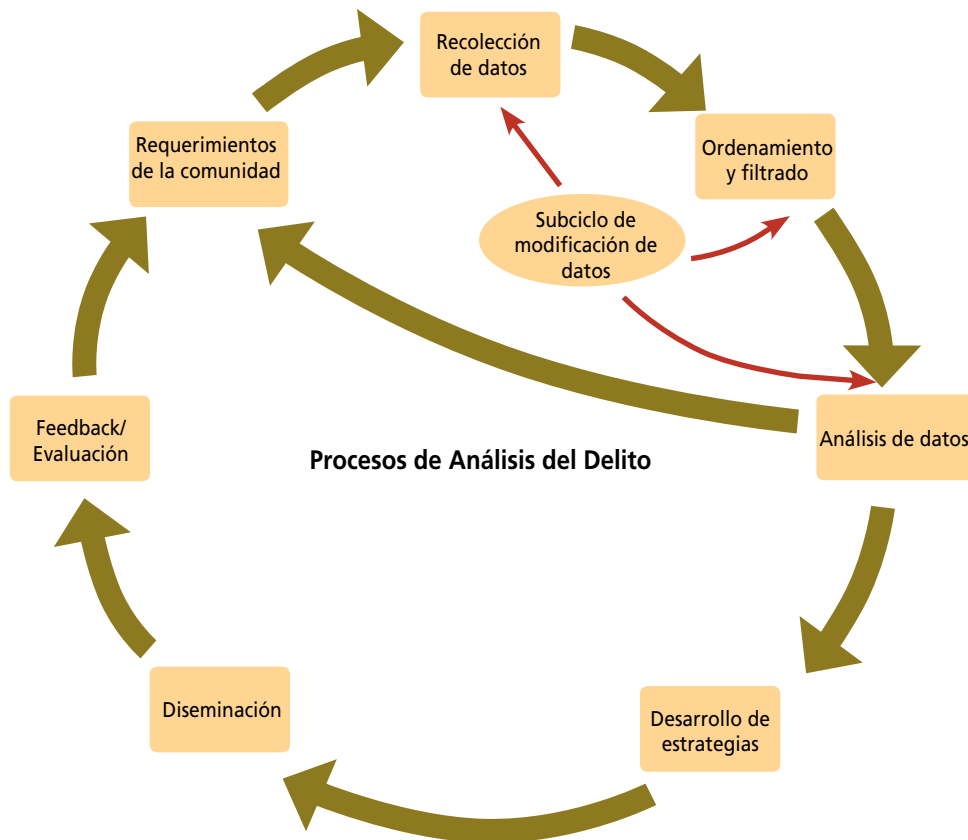 Recolección
de datos
Ordenamiento
y filtrado
Requerimientos
de la comunidad
Subciclo de
modificación de
datos
Análisis de datos
Feedback/
Evaluación
Procesos de Análisis del Delito
Desarrollo de
estrategias
Diseminación